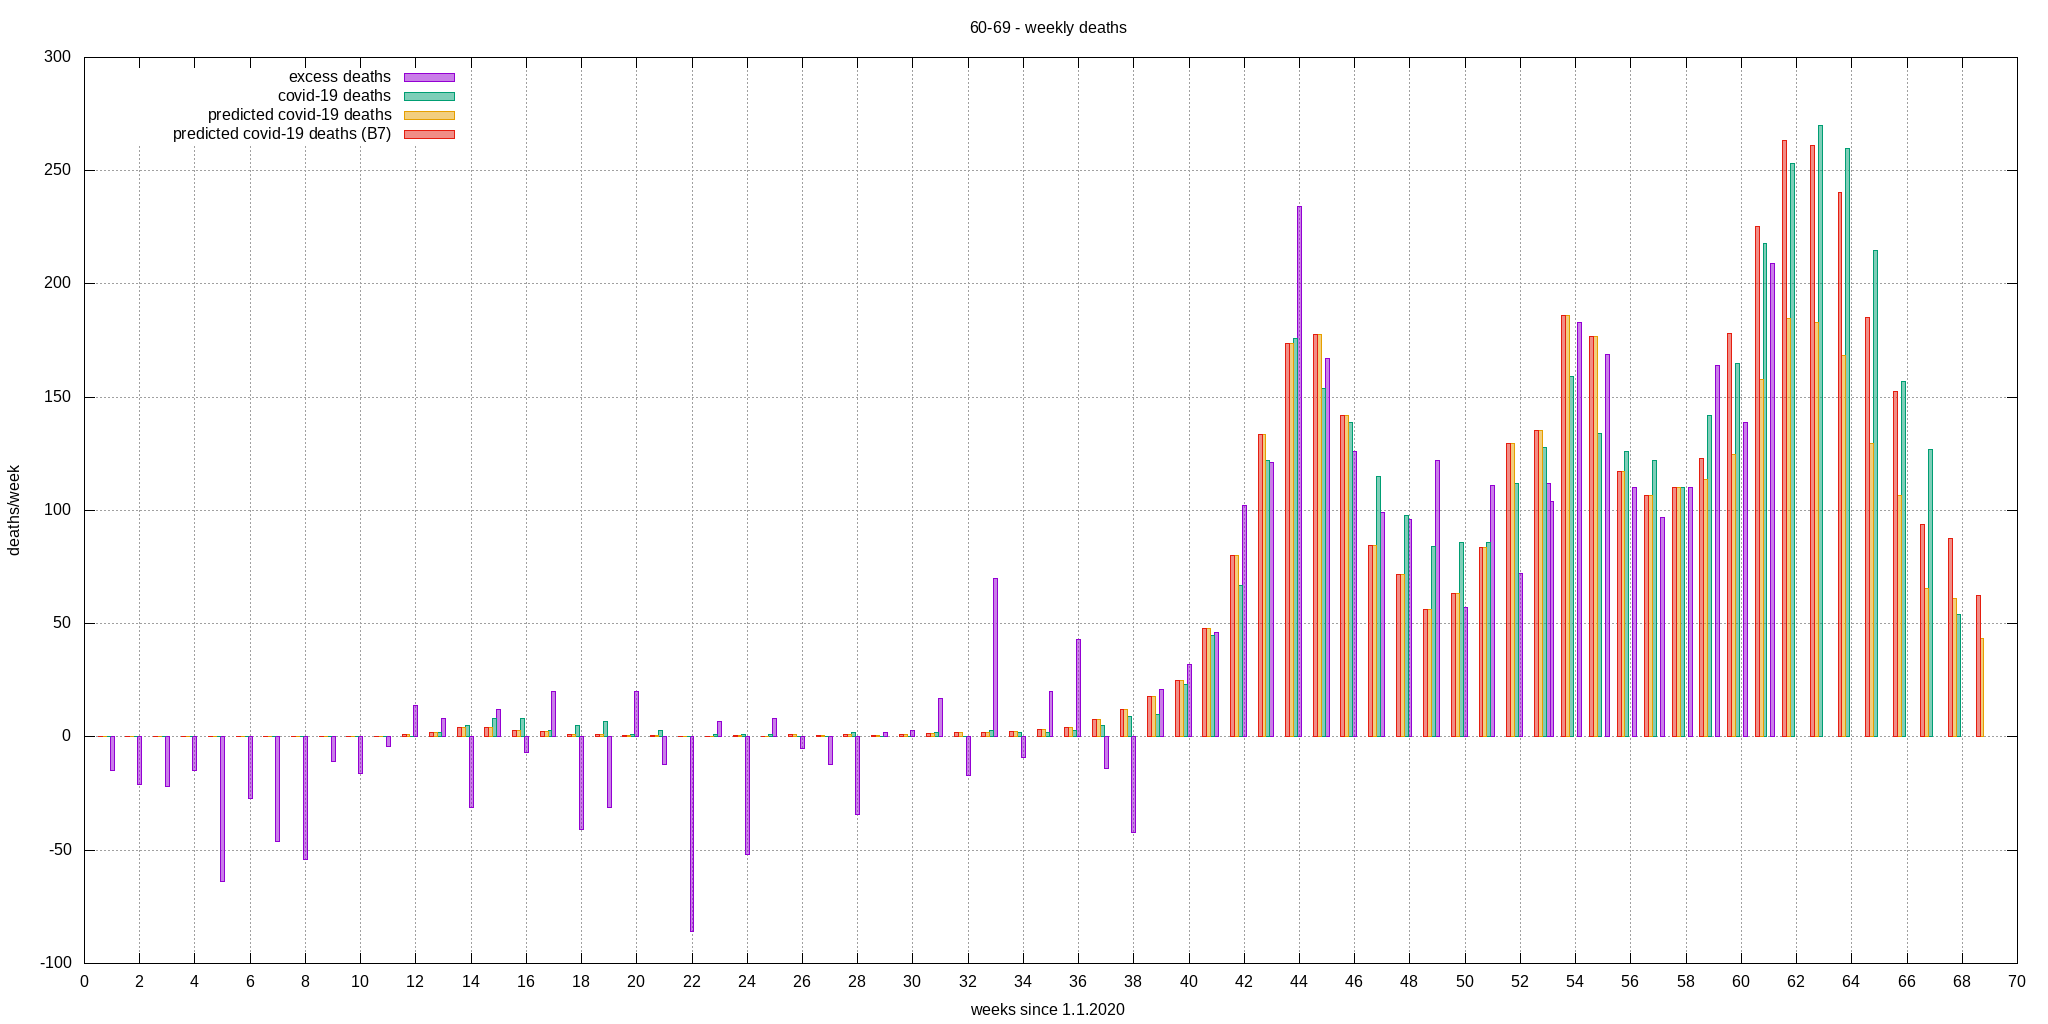 60-69 - weekly deaths
300
excess deaths
covid-19 deaths
predicted covid-19 deaths
predicted covid-19 deaths (B7)
250
200
150
100
50
0
-50
-100
deaths/week
0 2 4 6 8 10 12 14 16 18 20 22 24 26 28 30 32 34 36 38 40 42 44 46 48 50 52 54 56 58 60 62 64 66 68 70
weeks since 1.1.2020